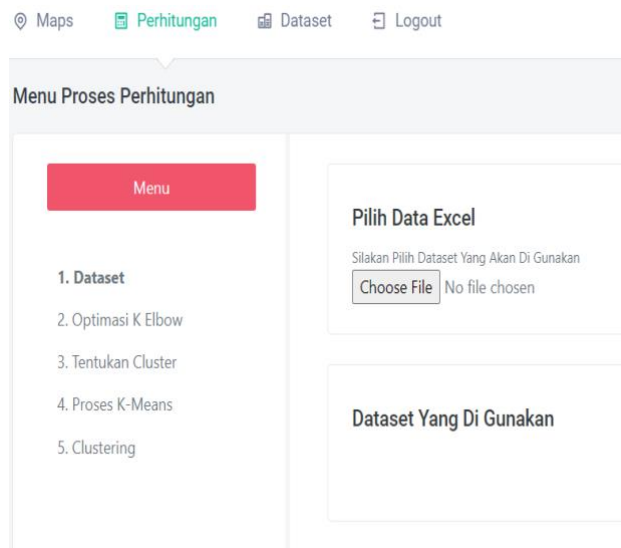 Maps Perhitungan Dataset Logout
Menu Proses Perhitungan
Menu
1. Dataset
2. Optimasi K Elbow
3. Tentukan Cluster
4. Proses K-Means
5. Clustering
Pilih Data Excel
Silakan Pilih Dataset Yang Akan Di Gunakan
Choose File No file chosen
Dataset Yang Di Gunakan